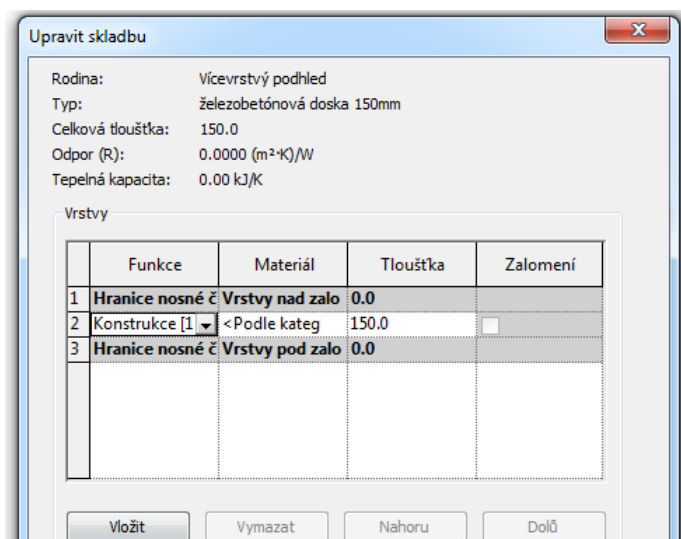 Upravit skladbu
Rodina: Vícevrstvý podhled
Typ: železobetónová doska 150mm
Celková tloušťka: 150.0
Odpor (R): 0.0000 (m²·K)/W
Tepelná kapacita: 0.00 kJ/K
Vrstvy
Funkce Materiál Tloušťka Zalomení
1 Hranice nosné č Vrstvy nad zalo 0.0
2 Konstrukce [1 <Podle kateg 150.0
3 Hranice nosné č Vrstvy pod zalo 0.0
Vložit Vymazat Nahoru Dolů